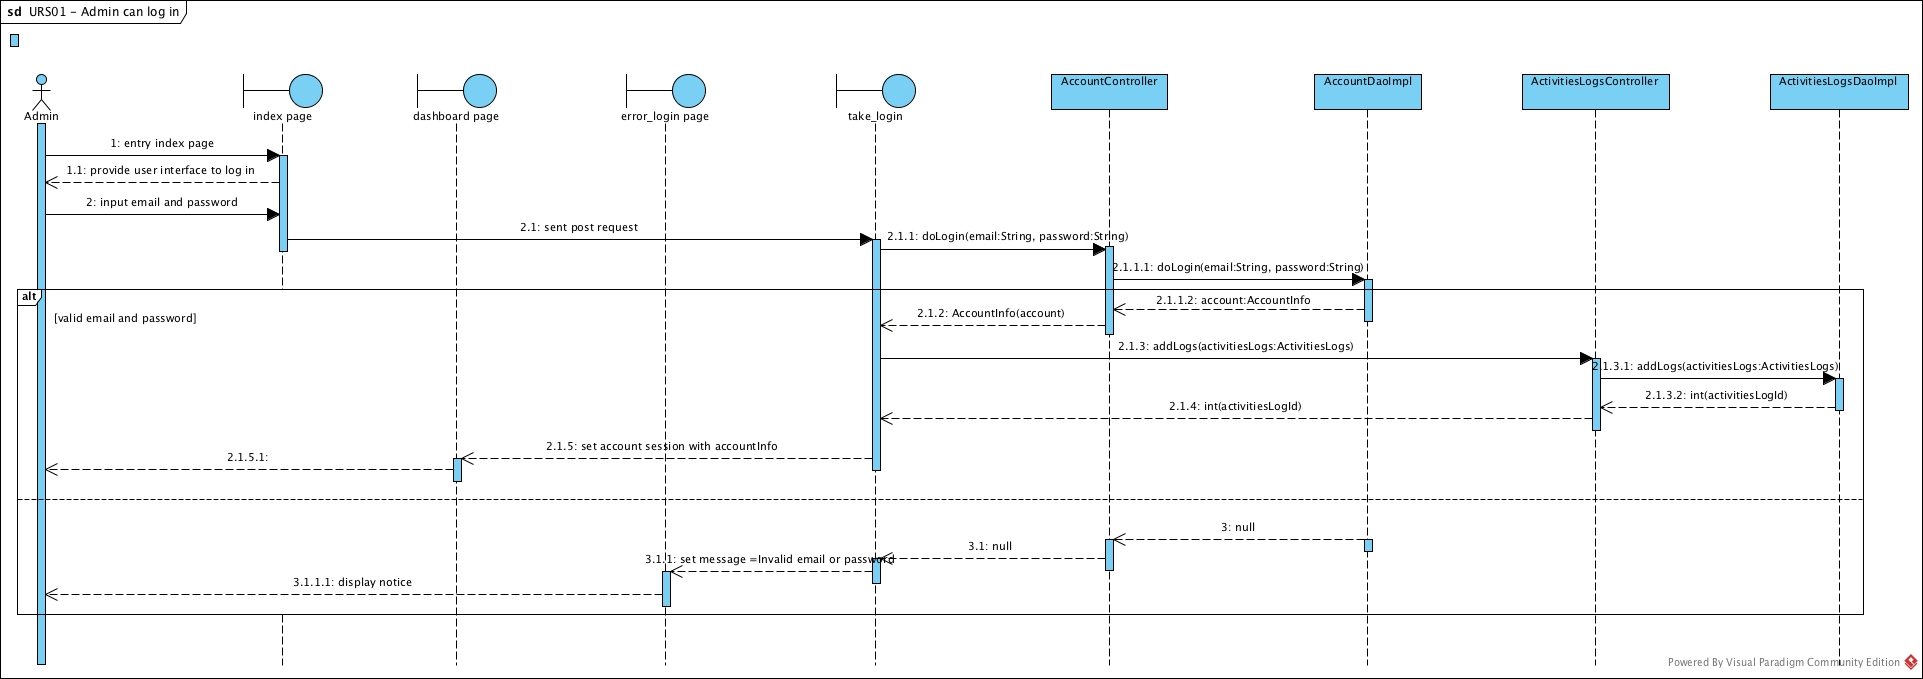 sd URS01 - Admin can log in
Admin
index page
dashboard page
error_login page
take_login
AccountController
AccountDaoImpl
ActivitiesLogsController
ActivitiesLogsDaoImpl
1: entry index page
1.1: provide user interface to log in
2: input email and password
2.1: sent post request
2.1.1: doLogin(email:String, password:String)
2.1.1.1: doLogin(email:String, password:String)
alt
[valid email and password]
2.1.1.2: account:AccountInfo
2.1.2: AccountInfo(account)
2.1.3: addLogs(activitiesLogs:ActivitiesLogs)
2.1.3.1: addLogs(activitiesLogs:ActivitiesLogs)
2.1.3.2: int(activitiesLogId)
2.1.4: int(activitiesLogId)
2.1.5: set account session with accountInfo
2.1.5.1:
3: null
3.1: null
3.1.1: set message =Invalid email or password
3.1.1.1: display notice
Powered By Visual Paradigm Community Edition